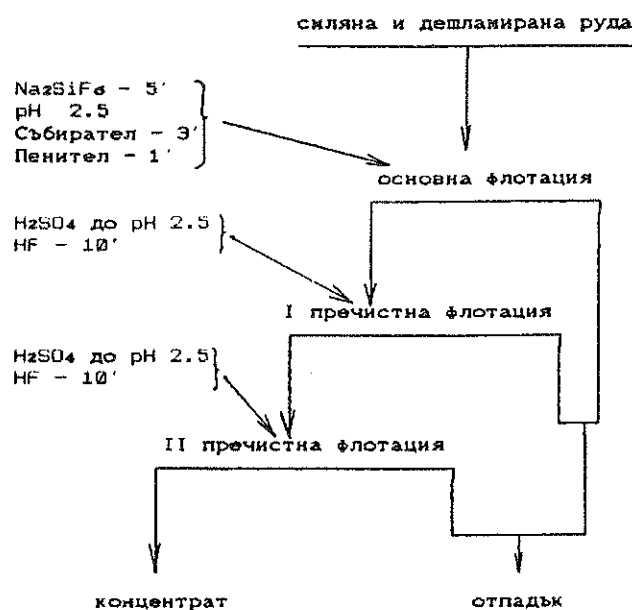 смляна и дешламирана руда
Na₂SiF₆ - 5'
pH 2.5
Събирател - 3'
Пенител - 1'
основна флотация
H₂SO₄ до pH 2.5
HF - 10'
I пречистна флотация
H₂SO₄ до pH 2.5
HF - 10'
II пречистна флотация
концентрат
отпадък